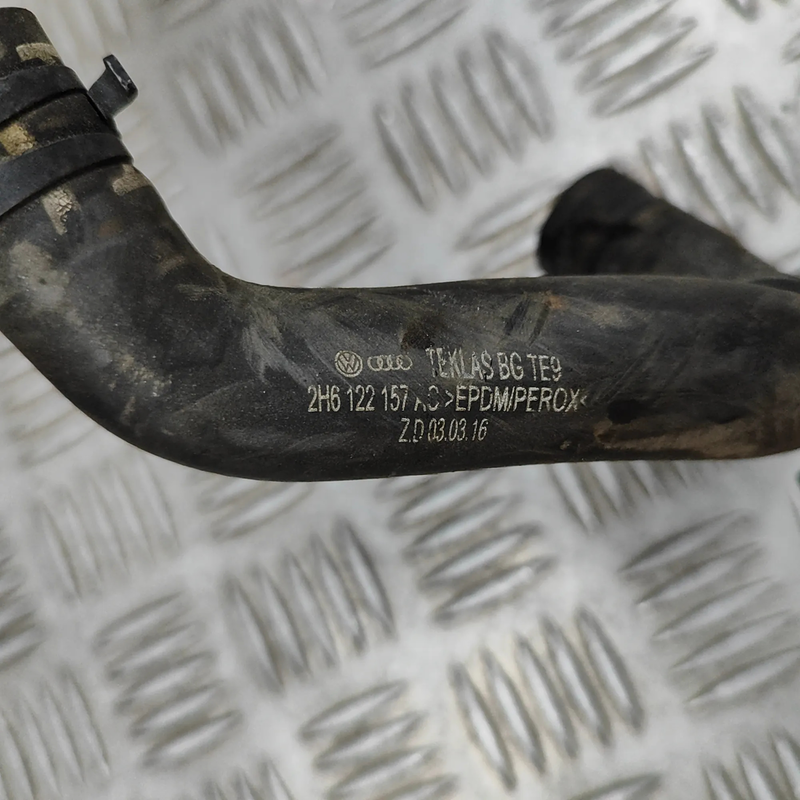 TEKLAS BG TE9
2H6 122 157 >EPDM/PEROX<
Z.D 03.03.16